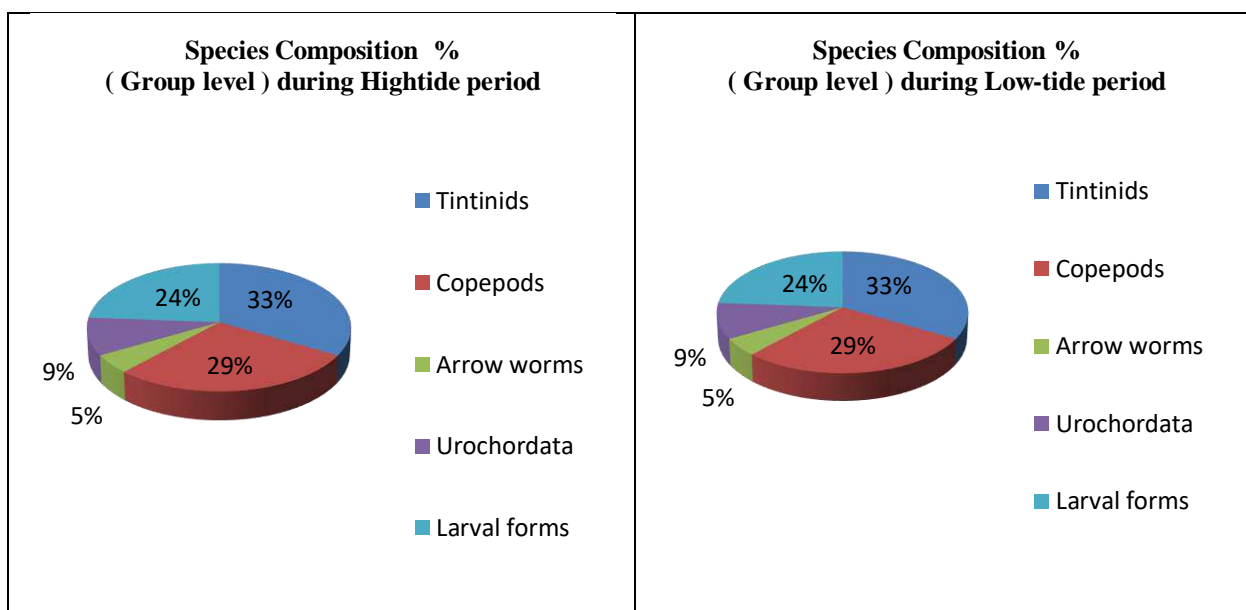 Species Composition %
( Group level ) during Hightide period
Tintinids
Copepods
Arrow worms
Urochordata
Larval forms
24%
33%
29%
9%
5%
Species Composition %
( Group level ) during Low-tide period
Tintinids
Copepods
Arrow worms
Urochordata
Larval forms
24%
33%
29%
9%
5%